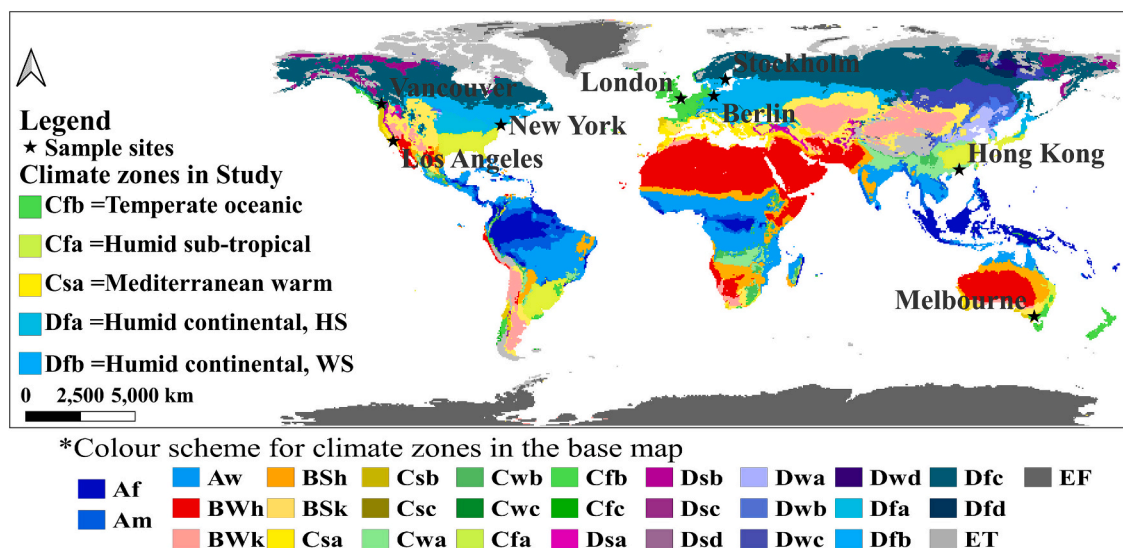 Stockholm
London
Vancouver
Berlin
Legend
New York
★ Sample sites
Los Angeles
Hong Kong
Climate zones in Study
Cfb =Temperate oceanic
Cfa =Humid sub-tropical
Csa =Mediterranean warm
Melbourne
Dfa =Humid continental, HS
Dfb =Humid continental, WS
0 2,500 5,000 km
*Colour scheme for climate zones in the base map
Af
Am
Aw
BWh
BWk
BSh
BSk
Csa
Csb
Csc
Cwa
Cwb
Cwc
Cfa
Cfb
Cfc
Dsa
Dsb
Dsc
Dsd
Dwa
Dwb
Dwc
Dwd
Dfa
Dfb
Dfc
Dfd
ET
EF